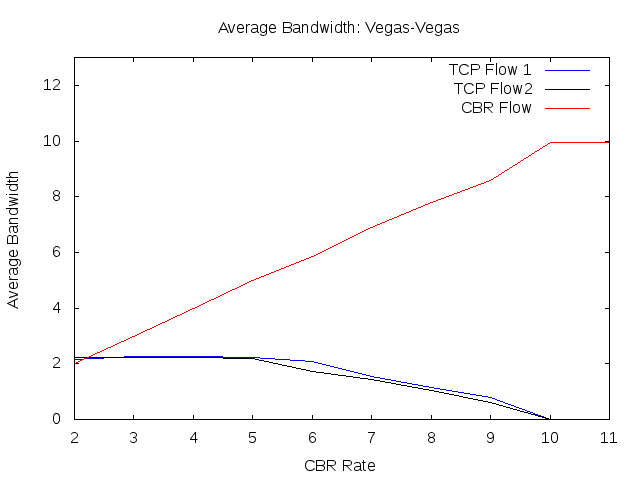 Average Bandwidth: Vegas-Vegas
TCP Flow 1
TCP Flow2
CBR Flow
Average Bandwidth
12
10
8
6
4
2
0
2 3 4 5 6 7 8 9 10 11
CBR Rate